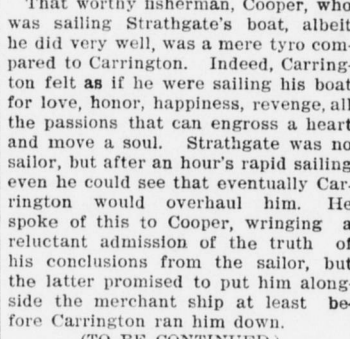 That worthy fisherman, Cooper, who
was sailing Strathgate's boat, albeit
he did very well, was a mere tyro com-
pared to Carrington. Indeed, Carring-
ton felt as if he were sailing his boat
for love, honor, happiness, revenge, all
the passions that can engross a heart
and move a soul. Strathgate was no
sailor, but after an hour's rapid sailing
even he could see that eventually Car-
rington would overhaul him. He
spoke of this to Cooper, wringing a
reluctant admission of the truth of
his conclusions from the sailor, but
the latter promised to put him along-
side the merchant ship at least be-
fore Carrington ran him down.
(TO BE CONTINUED.)